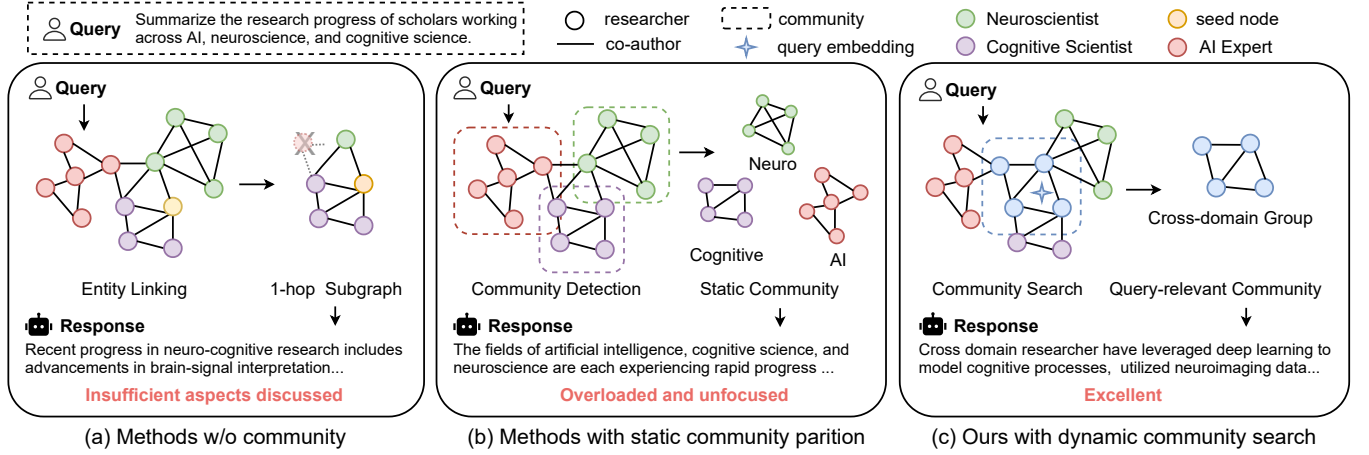 Query
Summarize the research progress of scholars working
across AI, neuroscience, and cognitive science.
researcher
co-author
community
query embedding
Neuroscientist
Cognitive Scientist
seed node
AI Expert
Query
X
Entity Linking
1-hop Subgraph
Response
Recent progress in neuro-cognitive research includes
advancements in brain-signal interpretation...
Insufficient aspects discussed
(a) Methods w/o community
Query
Neuro
Cognitive
AI
Community Detection
Static Community
Response
The fields of artificial intelligence, cognitive science, and
neuroscience are each experiencing rapid progress ...
Overloaded and unfocused
(b) Methods with static community parition
Query
Cross-domain Group
Community Search
Query-relevant Community
Response
Cross domain researcher have leveraged deep learning to
model cognitive processes, utilized neuroimaging data...
Excellent
(c) Ours with dynamic community search